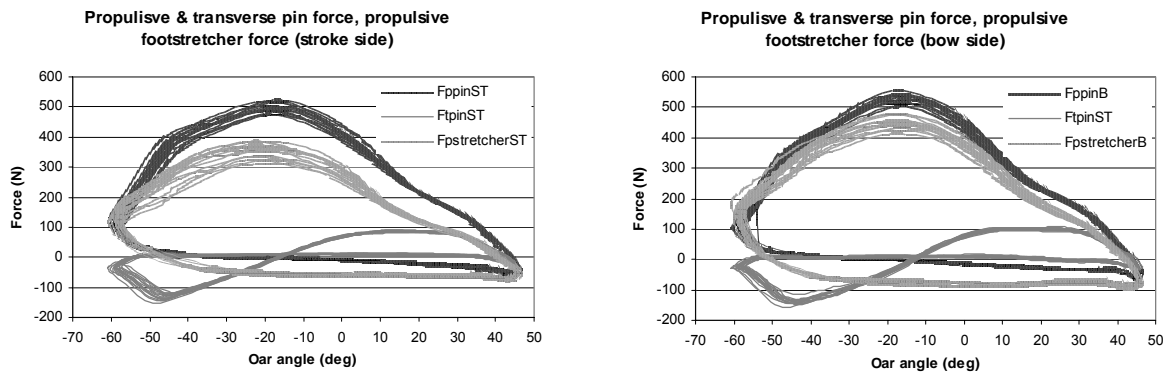 Propulisve & transverse pin force, propulsive
footstretcher force (stroke side)
600
500
400
300
200
100
0
-100
-200
Force (N)
FppinST
FtpinST
FpstretcherST
-70 -60 -50 -40 -30 -20 -10 0 10 20 30 40 50
Oar angle (deg)
Propulisve & transverse pin force, propulsive
footstretcher force (bow side)
600
500
400
300
200
100
0
-100
-200
Force (N)
FppinB
FtpinST
FpstretcherB
-70 -60 -50 -40 -30 -20 -10 0 10 20 30 40 50
Oar angle (deg)